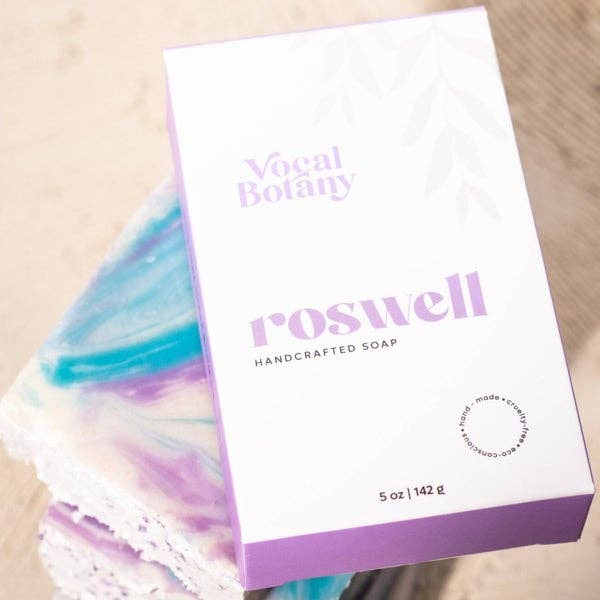 Vocal
Botany
roswell
HANDCRAFTED SOAP
hand - made • cruelty-free • eco-conscious •
5 oz | 142 g